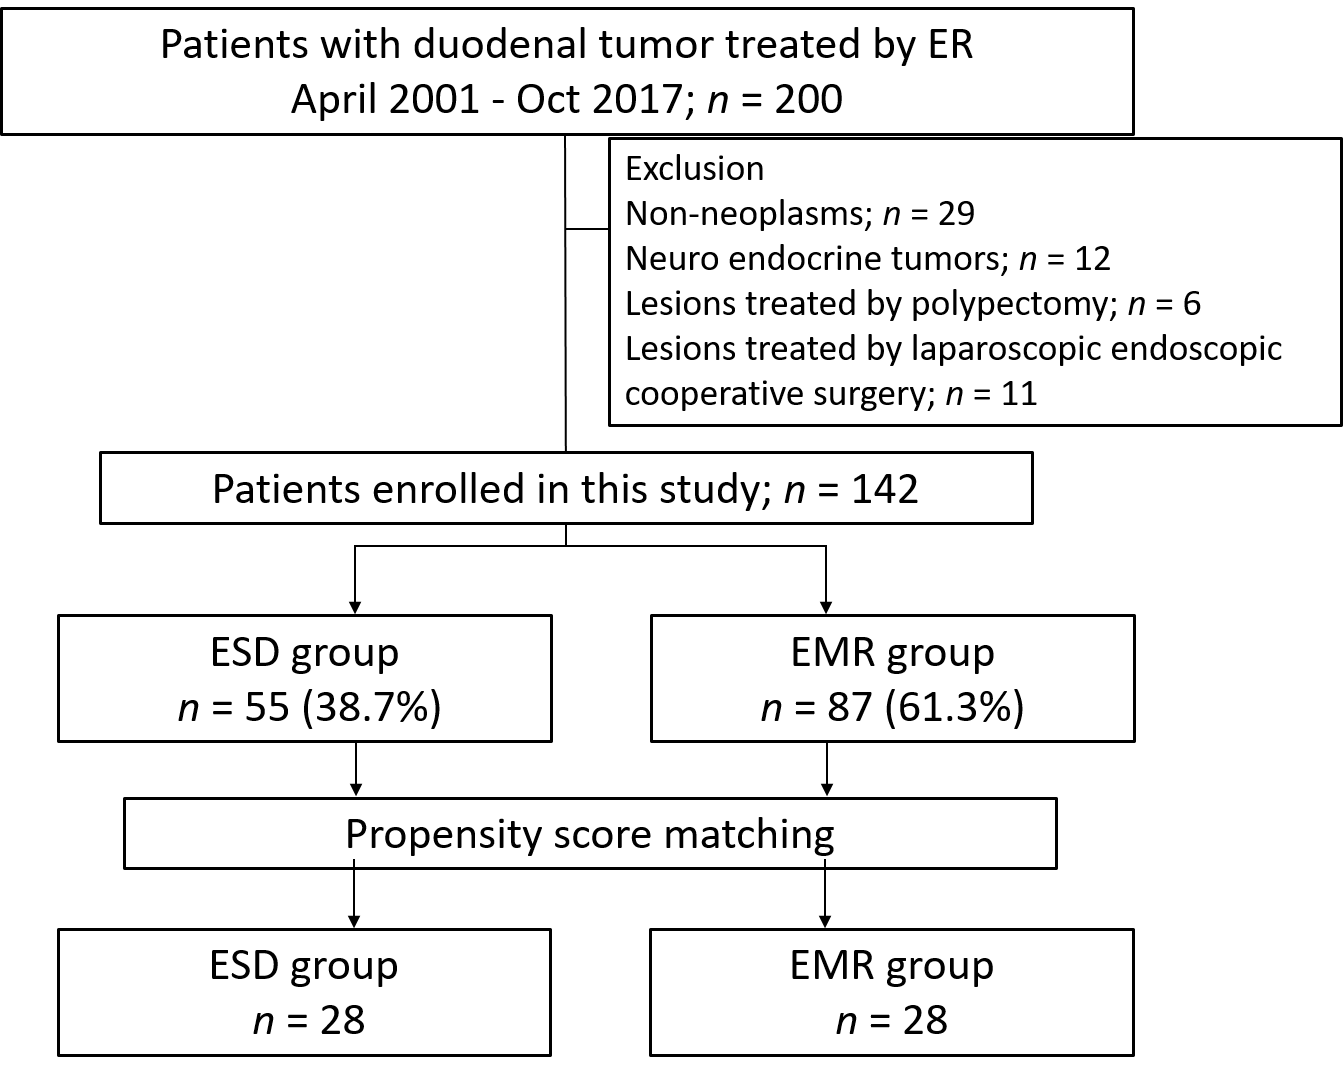 Patients with duodenal tumor treated by ER
April 2001 - Oct 2017; n = 200
Exclusion
Non-neoplasms; n = 29
Neuro endocrine tumors; n = 12
Lesions treated by polypectomy; n = 6
Lesions treated by laparoscopic endoscopic
cooperative surgery; n = 11
Patients enrolled in this study; n = 142
ESD group
n = 55 (38.7%)
EMR group
n = 87 (61.3%)
Propensity score matching
ESD group
n = 28
EMR group
n = 28